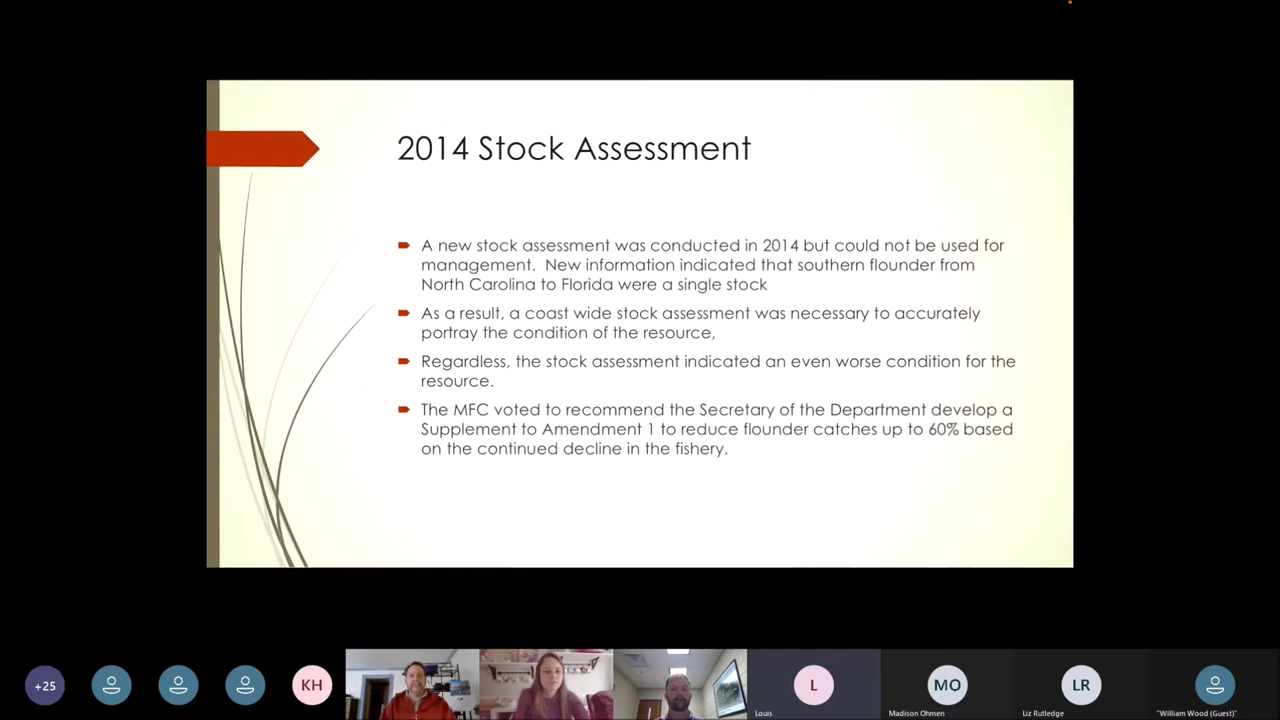 2014 Stock Assessment
A new stock assessment was conducted in 2014 but could not be used for
management. New information indicated that southern flounder from
North Carolina to Florida were a single stock
As a result, a coast wide stock assessment was necessary to accurately
portray the condition of the resource,
Regardless, the stock assessment indicated an even worse condition for the
resource.
The MFC voted to recommend the Secretary of the Department develop a
Supplement to Amendment 1 to reduce flounder catches up to 60% based
on the continued decline in the fishery.
+25
KH
L
MO
LR
Louis
Madison Ohmen
Liz Rutledge
"William Wood (Guest)"